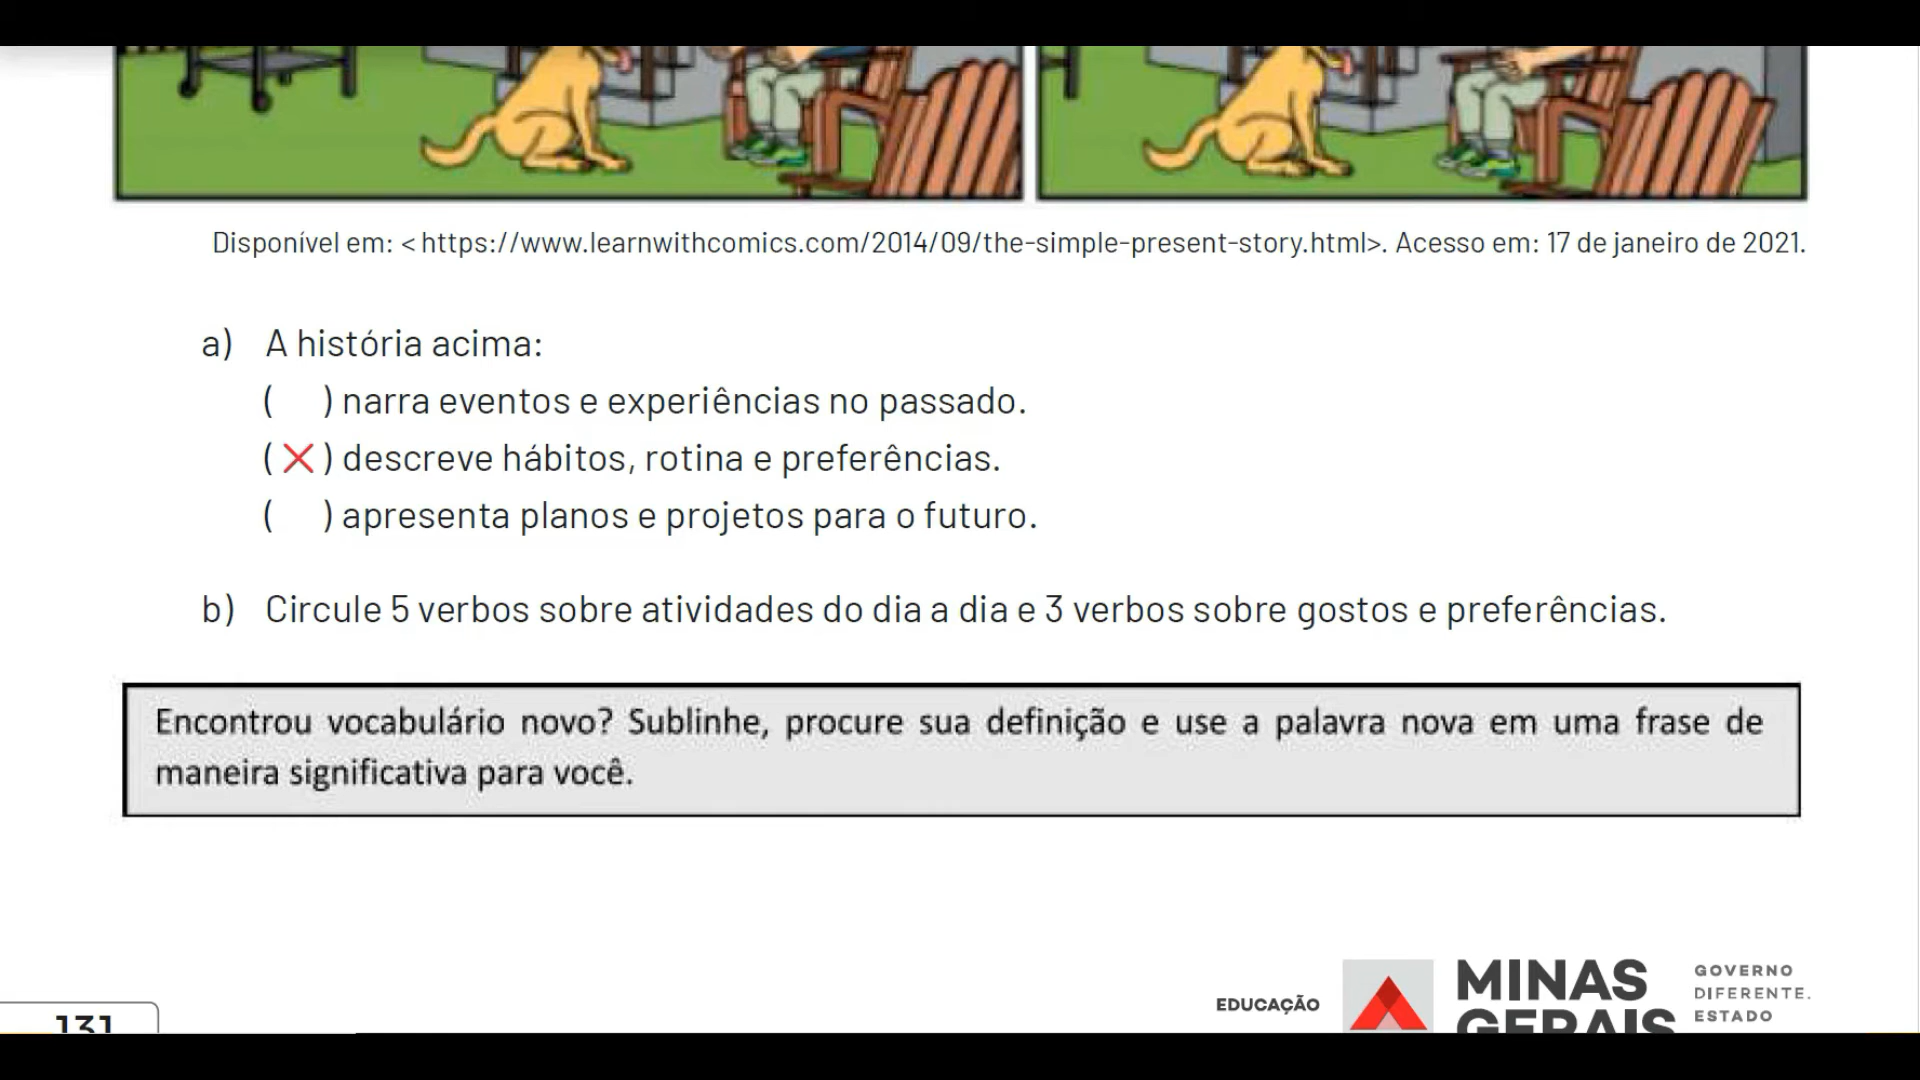 Disponível em: < https://www.learnwithcomics.com/2014/09/the-simple-present-story.html>. Acesso em: 17 de janeiro de 2021.
a) A história acima:
( ) narra eventos e experiências no passado.
(X) descreve hábitos, rotina e preferências.
( ) apresenta planos e projetos para o futuro.
b) Circule 5 verbos sobre atividades do dia a dia e 3 verbos sobre gostos e preferências.
Encontrou vocabulário novo? Sublinhe, procure sua definição e use a palavra nova em uma frase de
maneira significativa para você.
131
EDUCAÇÃO
MINAS
GERAIS
GOVERNO
DIFERENTE.
ESTADO